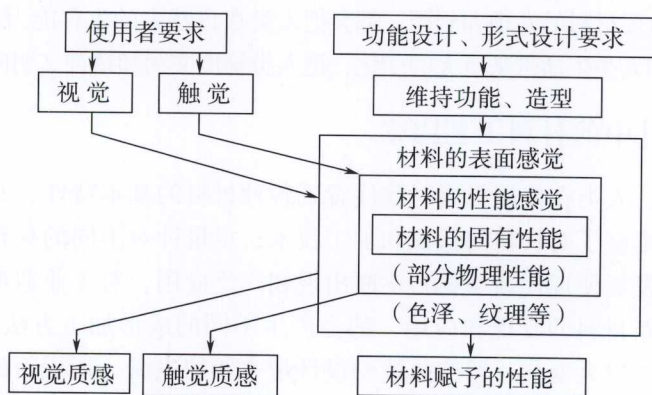 使用者要求
功能设计、形式设计要求
视觉
触觉
维持功能、造型
材料的表面感觉
材料的性能感觉
材料的固有性能
（部分物理性能）
（色泽、纹理等）
视觉质感
触觉质感
材料赋予的性能